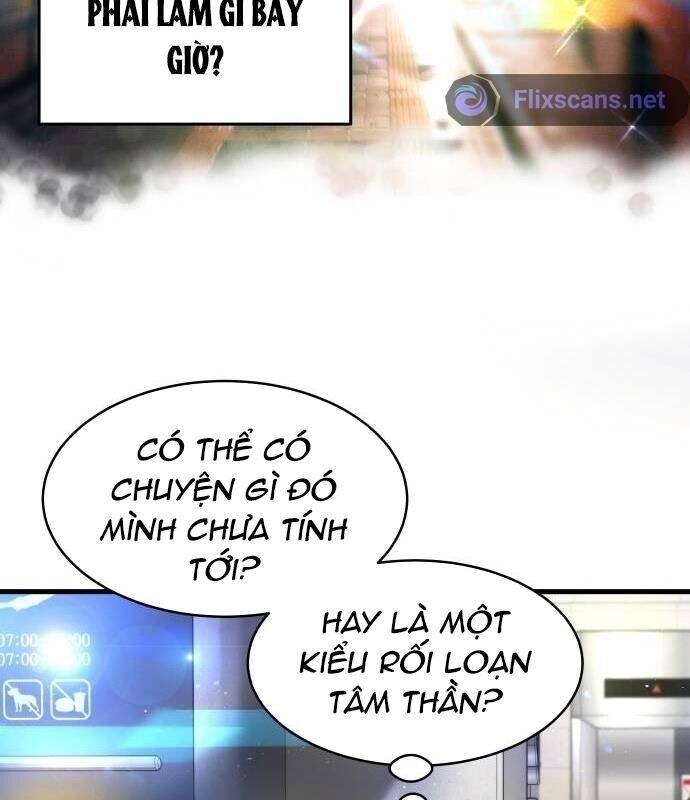 PHẢI LÀM GÌ BÂY
GIỜ?
Flixscans.net
CÓ THỂ CÓ
CHUYỆN GÌ ĐÓ
MÌNH CHƯA TÍNH
TỚI?
HAY LÀ MỘT
KIỂU RỐI LOẠN
TÂM THẦN?